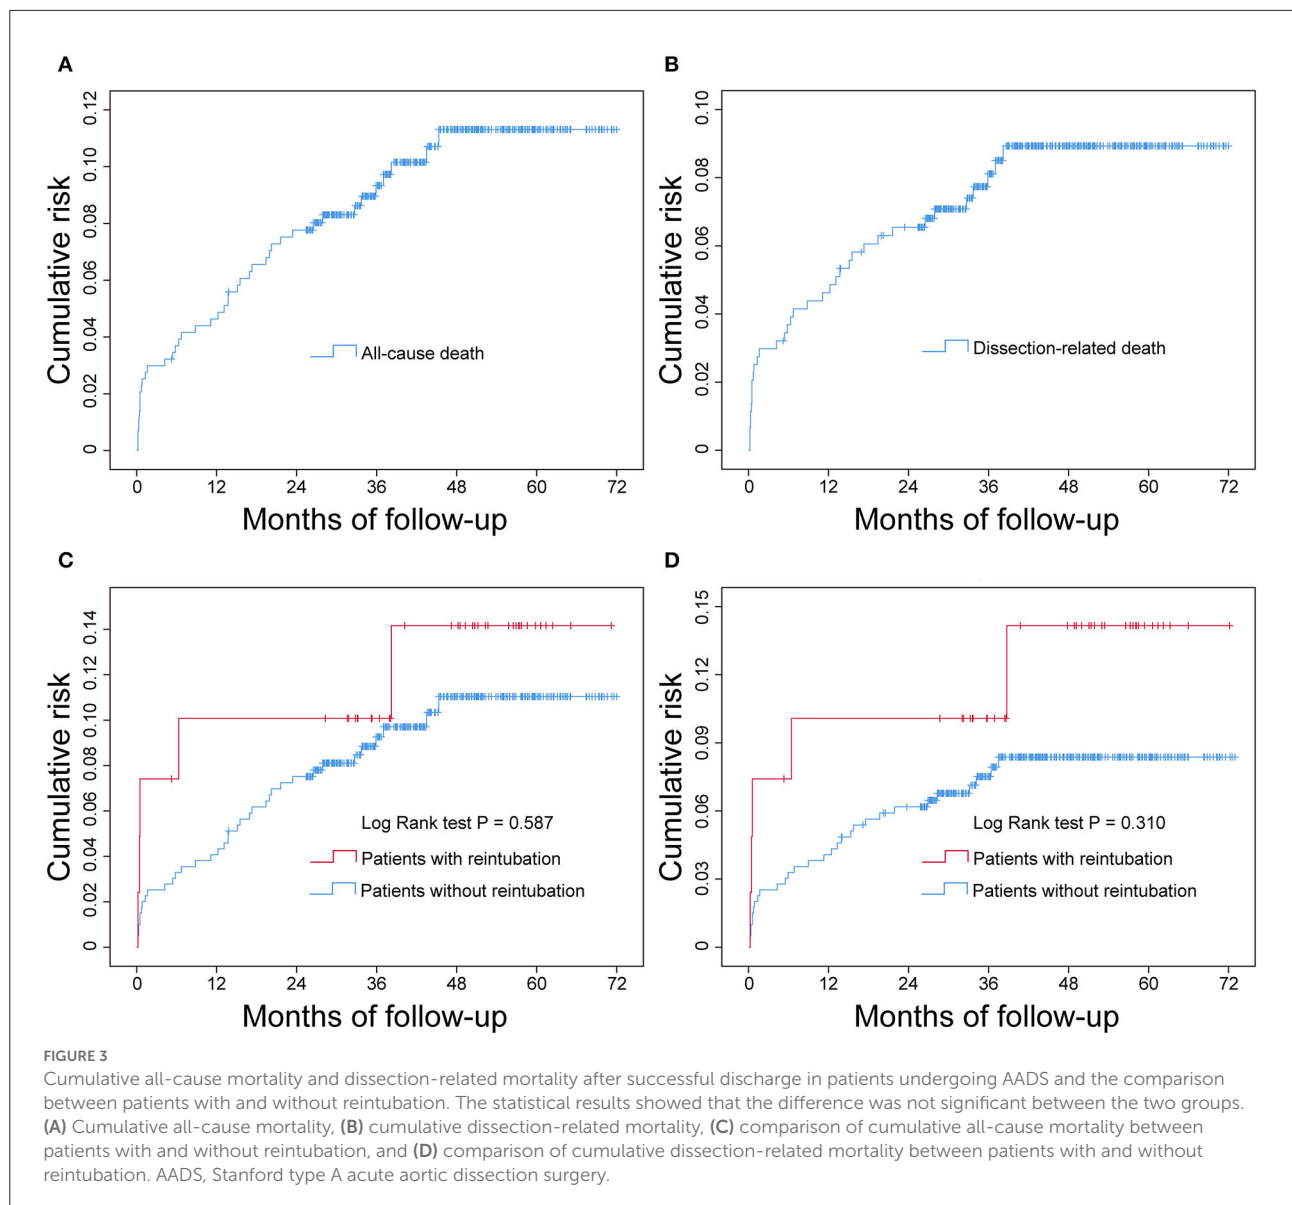 A
Cumulative risk
0.12
0.10
0.08
0.06
0.04
0.02
0
All-cause death
0 12 24 36 48 60 72
Months of follow-up
B
Cumulative risk
0.10
0.08
0.06
0.04
0.02
0
Dissection-related death
0 12 24 36 48 60 72
Months of follow-up
C
Cumulative risk
0.14
0.12
0.10
0.08
0.06
0.04
0.02
0
Log Rank test P = 0.587
Patients with reintubation
Patients without reintubation
0 12 24 36 48 60 72
Months of follow-up
D
Cumulative risk
0.15
0.12
0.09
0.06
0.03
0
Log Rank test P = 0.310
Patients with reintubation
Patients without reintubation
0 12 24 36 48 60 72
Months of follow-up
FIGURE 3
Cumulative all-cause mortality and dissection-related mortality after successful discharge in patients undergoing AADS and the comparison
between patients with and without reintubation. The statistical results showed that the difference was not significant between the two groups.
(A) Cumulative all-cause mortality, (B) cumulative dissection-related mortality, (C) comparison of cumulative all-cause mortality between
patients with and without reintubation, and (D) comparison of cumulative dissection-related mortality between patients with and without
reintubation. AADS, Stanford type A acute aortic dissection surgery.